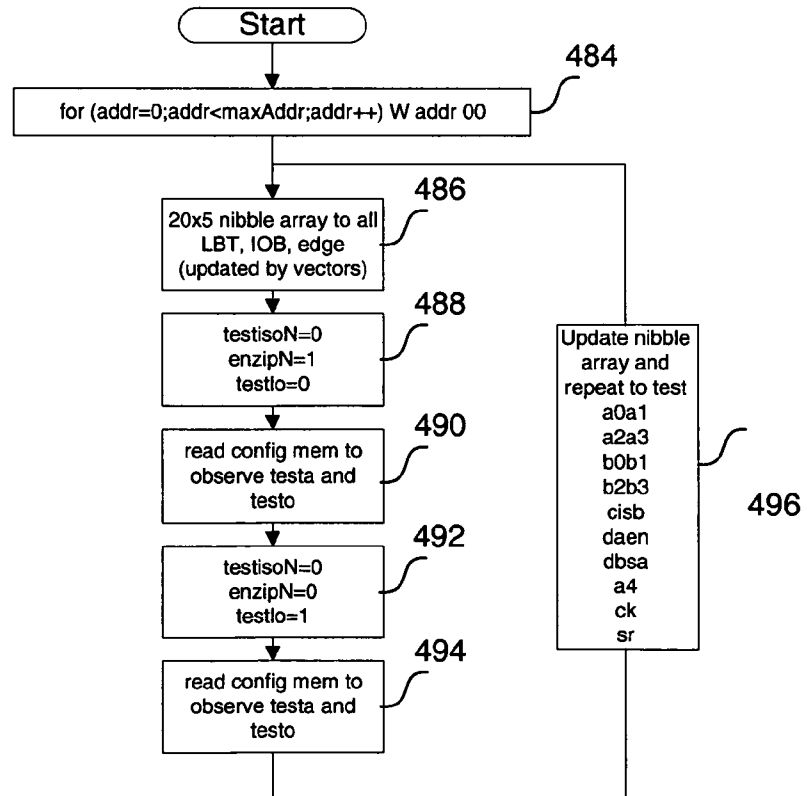 Start
484
for (addr=0;addr<maxAddr;addr++) W addr 00
486
20x5 nibble array to all
LBT, IOB, edge
(updated by vectors)
488
testisoN=0
enzipN=1
testlo=0
490
read config mem to
observe testa and
testo
492
testisoN=0
enzipN=0
testlo=1
494
read config mem to
observe testa and
testo
Update nibble
array and
repeat to test
a0a1
a2a3
b0b1
b2b3
cisb
daen
dbsa
a4
ck
sr
496